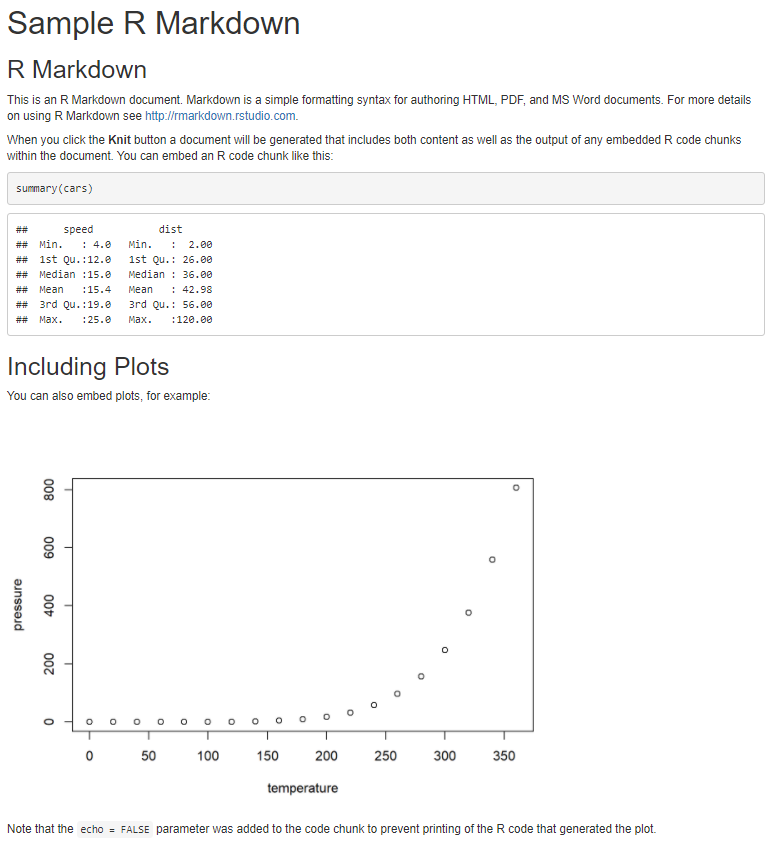 Sample R Markdown
R Markdown
This is an R Markdown document. Markdown is a simple formatting syntax for authoring HTML, PDF, and MS Word documents. For more details
on using R Markdown see http://rmarkdown.rstudio.com.
When you click the Knit button a document will be generated that includes both content as well as the output of any embedded R code chunks
within the document. You can embed an R code chunk like this:
summary(cars)
##      speed           dist
##  Min.   : 4.0   Min.   :  2.00
##  1st Qu.:12.0   1st Qu.: 26.00
##  Median :15.0   Median : 36.00
##  Mean   :15.4   Mean   : 42.98
##  3rd Qu.:19.0   3rd Qu.: 56.00
##  Max.   :25.0   Max.   :120.00
Including Plots
You can also embed plots, for example:
800
600
400
200
0
pressure
0 50 100 150 200 250 300 350
temperature
Note that the echo = FALSE parameter was added to the code chunk to prevent printing of the R code that generated the plot.